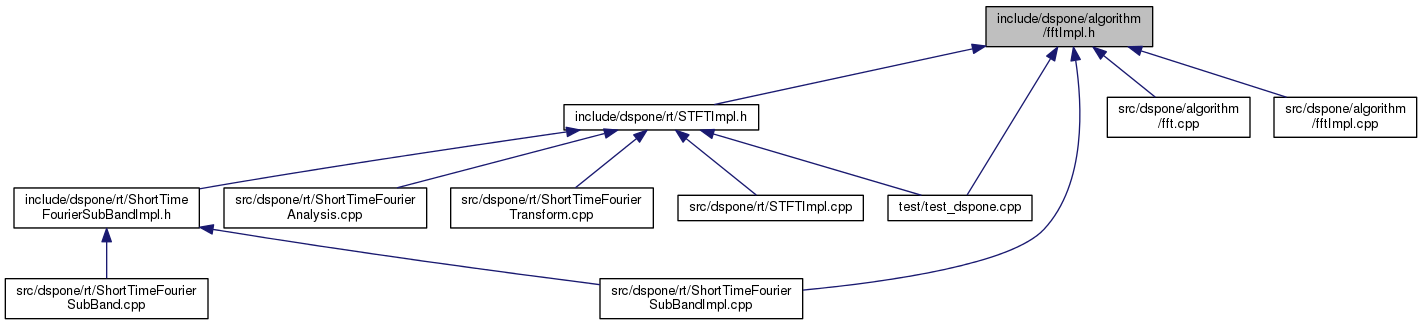 include/dspone/algorithm
/fftImpl.h
include/dspone/rt/STFTImpl.h
src/dspone/algorithm
/fft.cpp
src/dspone/algorithm
/fftImpl.cpp
include/dspone/rt/ShortTime
FourierSubBandImpl.h
src/dspone/rt/ShortTimeFourier
Analysis.cpp
src/dspone/rt/ShortTimeFourier
Transform.cpp
src/dspone/rt/STFTImpl.cpp
test/test_dspone.cpp
src/dspone/rt/ShortTimeFourier
SubBand.cpp
src/dspone/rt/ShortTimeFourier
SubBandImpl.cpp